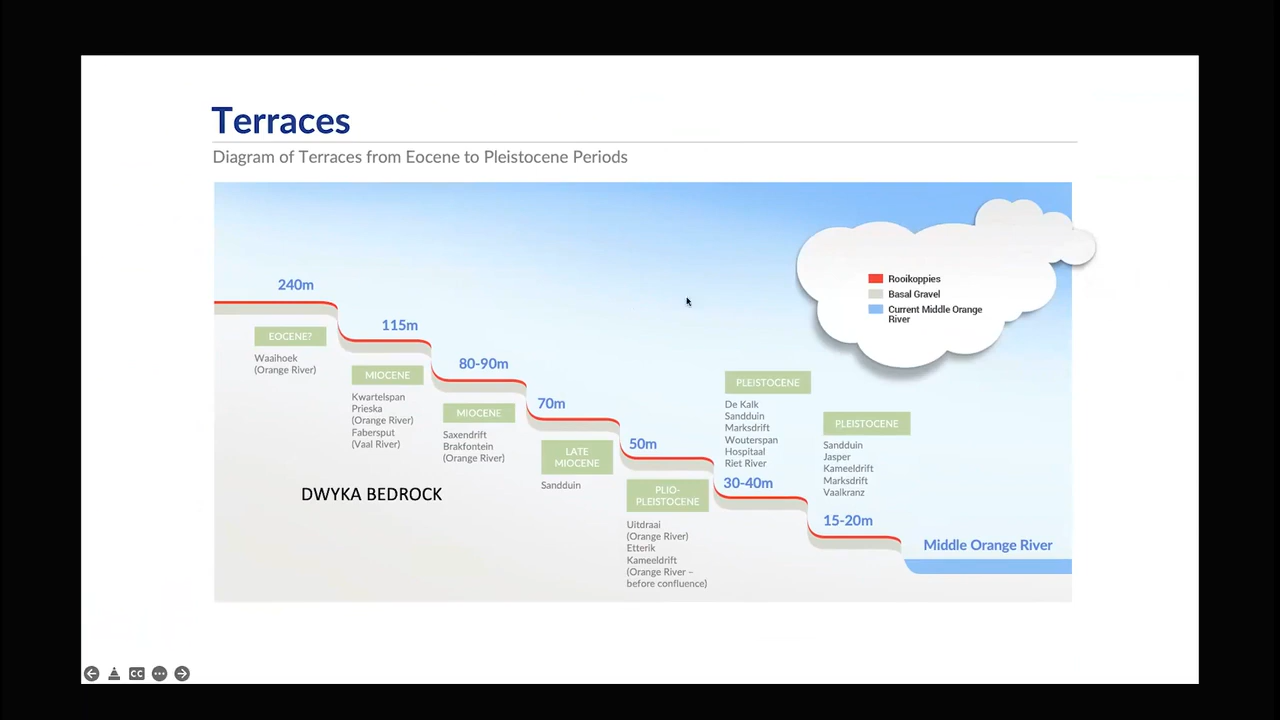 Terraces
Diagram of Terraces from Eocene to Pleistocene Periods
240m
EOCENE?
Waaihoek
(Orange River)
115m
MIOCENE
Kwartelspan
Prieska
(Orange River)
Fabersput
(Vaal River)
80-90m
MIOCENE
Saxendrift
Brakfontein
(Orange River)
70m
LATE
MIOCENE
Sandduin
50m
PLIO-
PLEISTOCENE
Uitdraai
(Orange River)
Etterik
Kameeldrift
(Orange River –
before confluence)
PLEISTOCENE
De Kalk
Sandduin
Marksdrift
Wouterspan
Hospitaal
Riet River
30-40m
PLEISTOCENE
Sandduin
Jasper
Kameeldrift
Marksdrift
Vaalkranz
15-20m
Middle Orange River
Rooikoppies
Basal Gravel
Current Middle Orange
River
DWYKA BEDROCK
CC